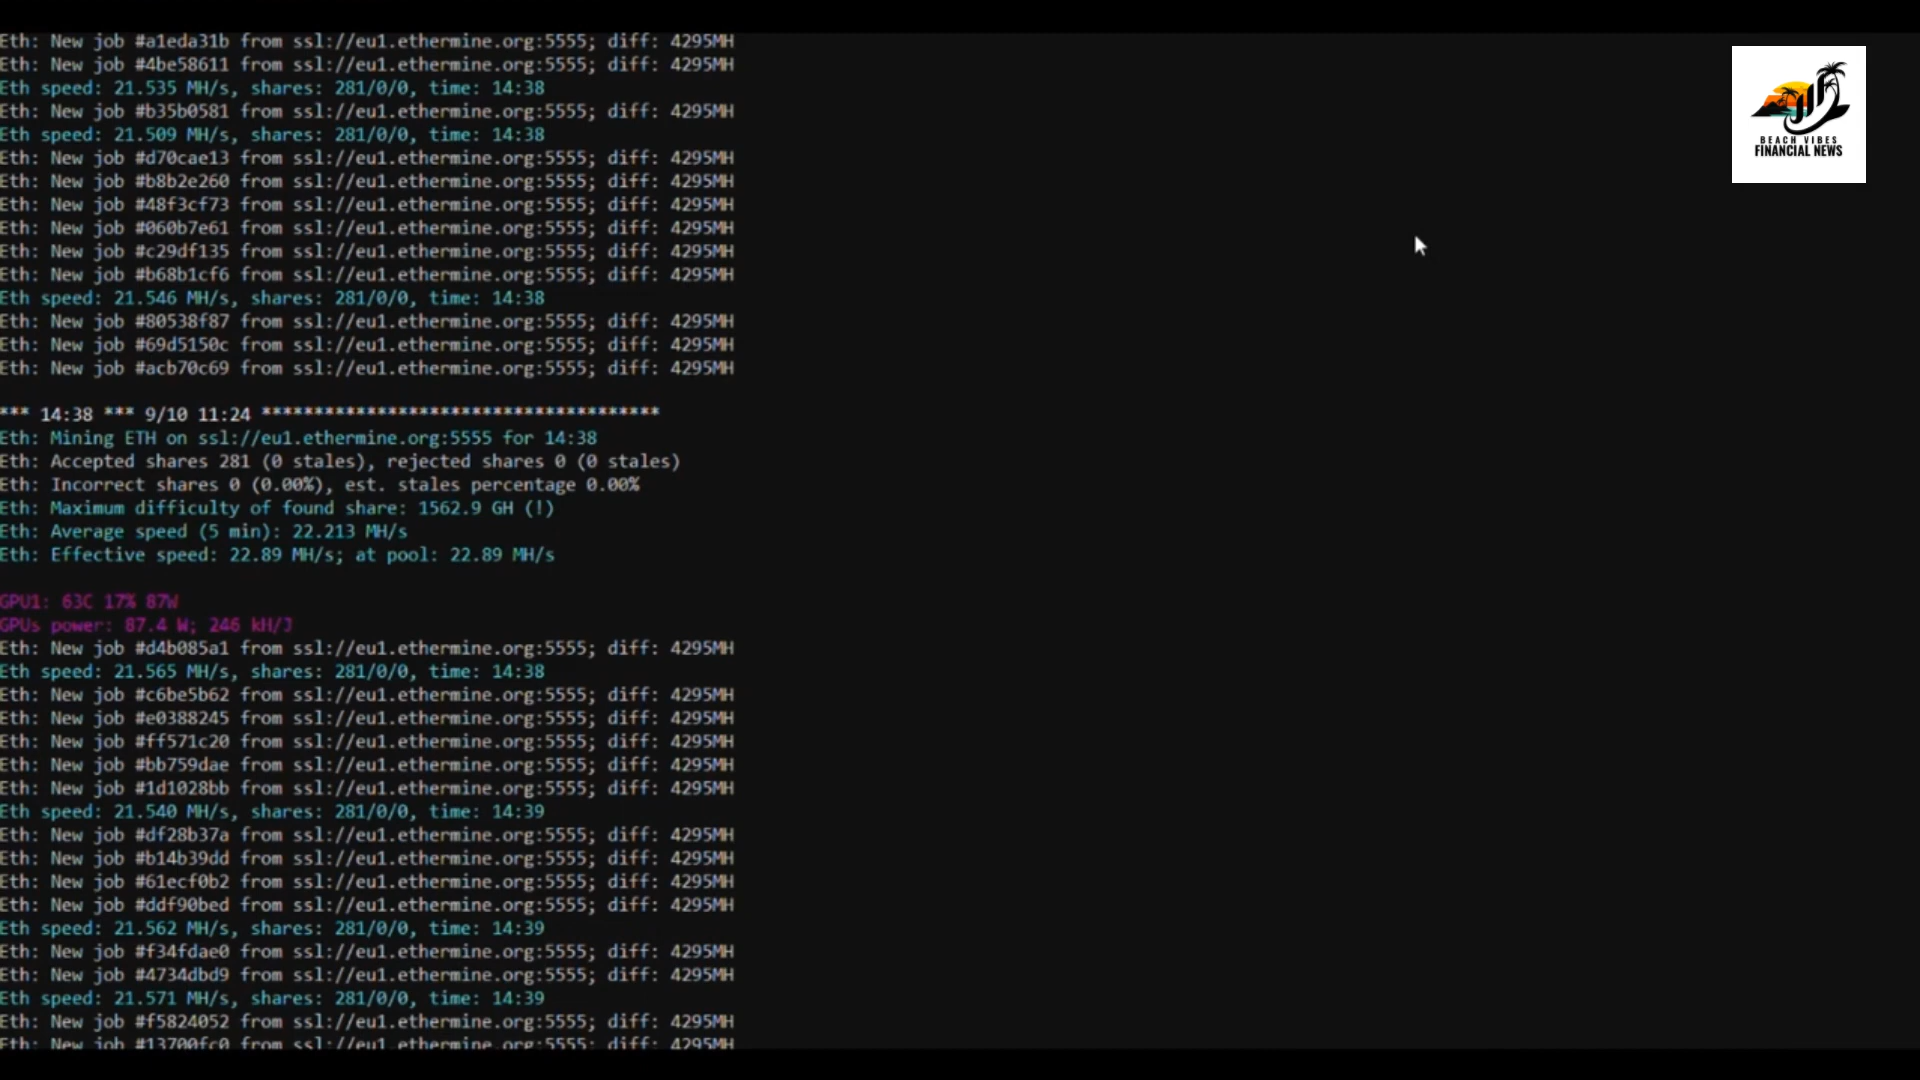 Eth: New job #a1eda31b from ssl://eu1.ethermine.org:5555; diff: 4295MH
Eth: New job #4be58611 from ssl://eu1.ethermine.org:5555; diff: 4295MH
Eth speed: 21.535 MH/s, shares: 281/0/0, time: 14:38
Eth: New job #b35b0581 from ssl://eu1.ethermine.org:5555; diff: 4295MH
Eth speed: 21.509 MH/s, shares: 281/0/0, time: 14:38
Eth: New job #d70cae13 from ssl://eu1.ethermine.org:5555; diff: 4295MH
Eth: New job #b8b2e260 from ssl://eu1.ethermine.org:5555; diff: 4295MH
Eth: New job #48f3cf73 from ssl://eu1.ethermine.org:5555; diff: 4295MH
Eth: New job #060b7e61 from ssl://eu1.ethermine.org:5555; diff: 4295MH
Eth: New job #c29df135 from ssl://eu1.ethermine.org:5555; diff: 4295MH
Eth: New job #b68b1cf6 from ssl://eu1.ethermine.org:5555; diff: 4295MH
Eth speed: 21.546 MH/s, shares: 281/0/0, time: 14:38
Eth: New job #80538f87 from ssl://eu1.ethermine.org:5555; diff: 4295MH
Eth: New job #69d5150c from ssl://eu1.ethermine.org:5555; diff: 4295MH
Eth: New job #acb70c69 from ssl://eu1.ethermine.org:5555; diff: 4295MH
*** 14:38 *** 9/10 11:24 **************************************
Eth: Mining ETH on ssl://eu1.ethermine.org:5555 for 14:38
Eth: Accepted shares 281 (0 stales), rejected shares 0 (0 stales)
Eth: Incorrect shares 0 (0.00%), est. stales percentage 0.00%
Eth: Maximum difficulty of found share: 1562.9 GH (!)
Eth: Average speed (5 min): 22.213 MH/s
Eth: Effective speed: 22.89 MH/s; at pool: 22.89 MH/s
GPU1: 63C 17% 87W
GPUs power: 87.4 W; 246 kH/J
Eth: New job #d4b085a1 from ssl://eu1.ethermine.org:5555; diff: 4295MH
Eth speed: 21.565 MH/s, shares: 281/0/0, time: 14:38
Eth: New job #c6be5b62 from ssl://eu1.ethermine.org:5555; diff: 4295MH
Eth: New job #e0388245 from ssl://eu1.ethermine.org:5555; diff: 4295MH
Eth: New job #ff571c20 from ssl://eu1.ethermine.org:5555; diff: 4295MH
Eth: New job #bb759dae from ssl://eu1.ethermine.org:5555; diff: 4295MH
Eth: New job #1d1028bb from ssl://eu1.ethermine.org:5555; diff: 4295MH
Eth speed: 21.540 MH/s, shares: 281/0/0, time: 14:39
Eth: New job #df28b37a from ssl://eu1.ethermine.org:5555; diff: 4295MH
Eth: New job #b14b39dd from ssl://eu1.ethermine.org:5555; diff: 4295MH
Eth: New job #61ecf0b2 from ssl://eu1.ethermine.org:5555; diff: 4295MH
Eth: New job #ddf90bed from ssl://eu1.ethermine.org:5555; diff: 4295MH
Eth speed: 21.562 MH/s, shares: 281/0/0, time: 14:39
Eth: New job #f34fdae0 from ssl://eu1.ethermine.org:5555; diff: 4295MH
Eth: New job #4734dbd9 from ssl://eu1.ethermine.org:5555; diff: 4295MH
Eth speed: 21.571 MH/s, shares: 281/0/0, time: 14:39
Eth: New job #f5824052 from ssl://eu1.ethermine.org:5555; diff: 4295MH
Eth: New job #13700fc0 from ssl://eu1.ethermine.org:5555; diff: 4295MH
BEACH VIBES
FINANCIAL NEWS